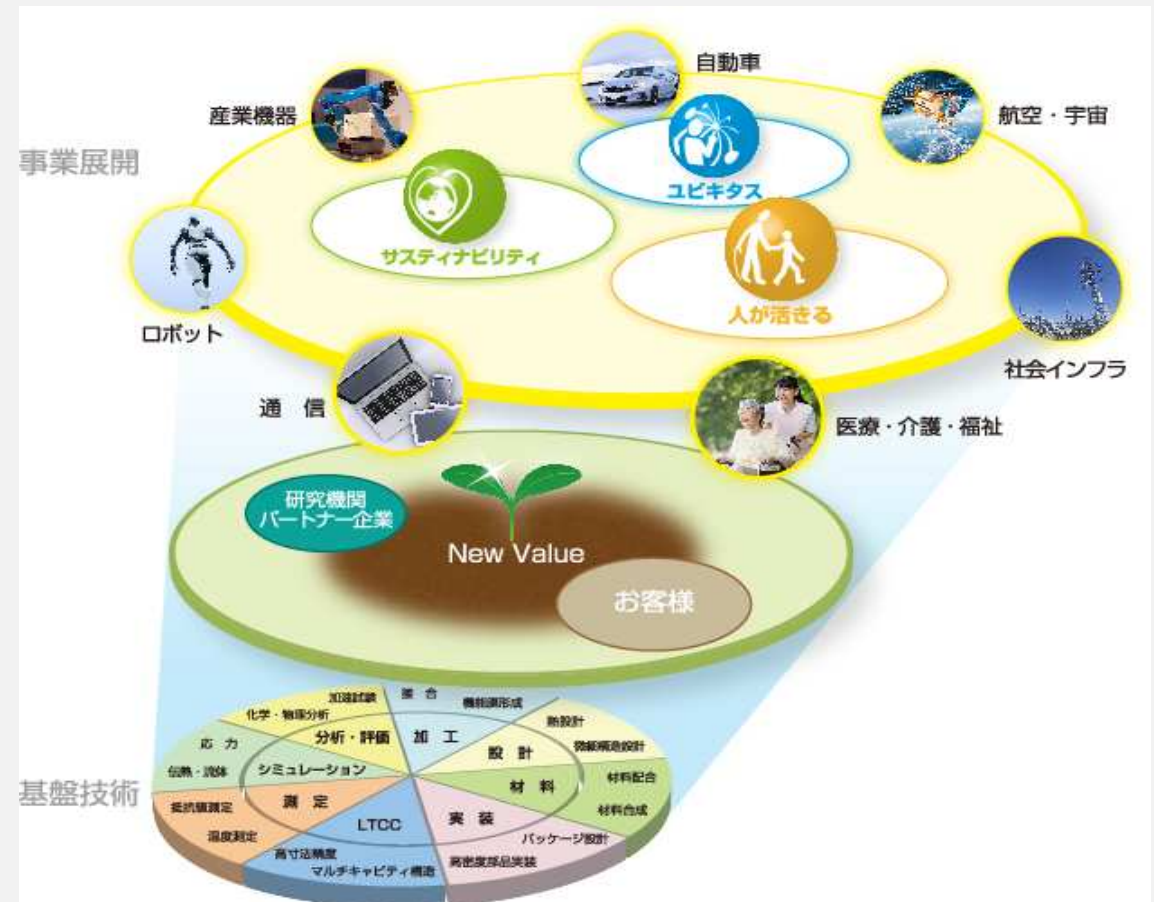 自動車
産業機器
航空・宇宙
事業展開
ユビキタス
サスティナビリティ
人が活きる
ロボット
社会インフラ
通 信
医療・介護・福祉
研究機関
パートナー企業
New Value
お客様
加速試験
接 合
機能膜形成
化学・物理分析
熱設計
分析・評価
加 工
設 計
微細構造設計
応 力
伝熱・流体
シミュレーション
材 料
材料配合
材料合成
基盤技術
抵抗値測定
測 定
LTCC
実 装
温度測定
高寸法精度
マルチキャビティ構造
パッケージ設計
高密度部品実装